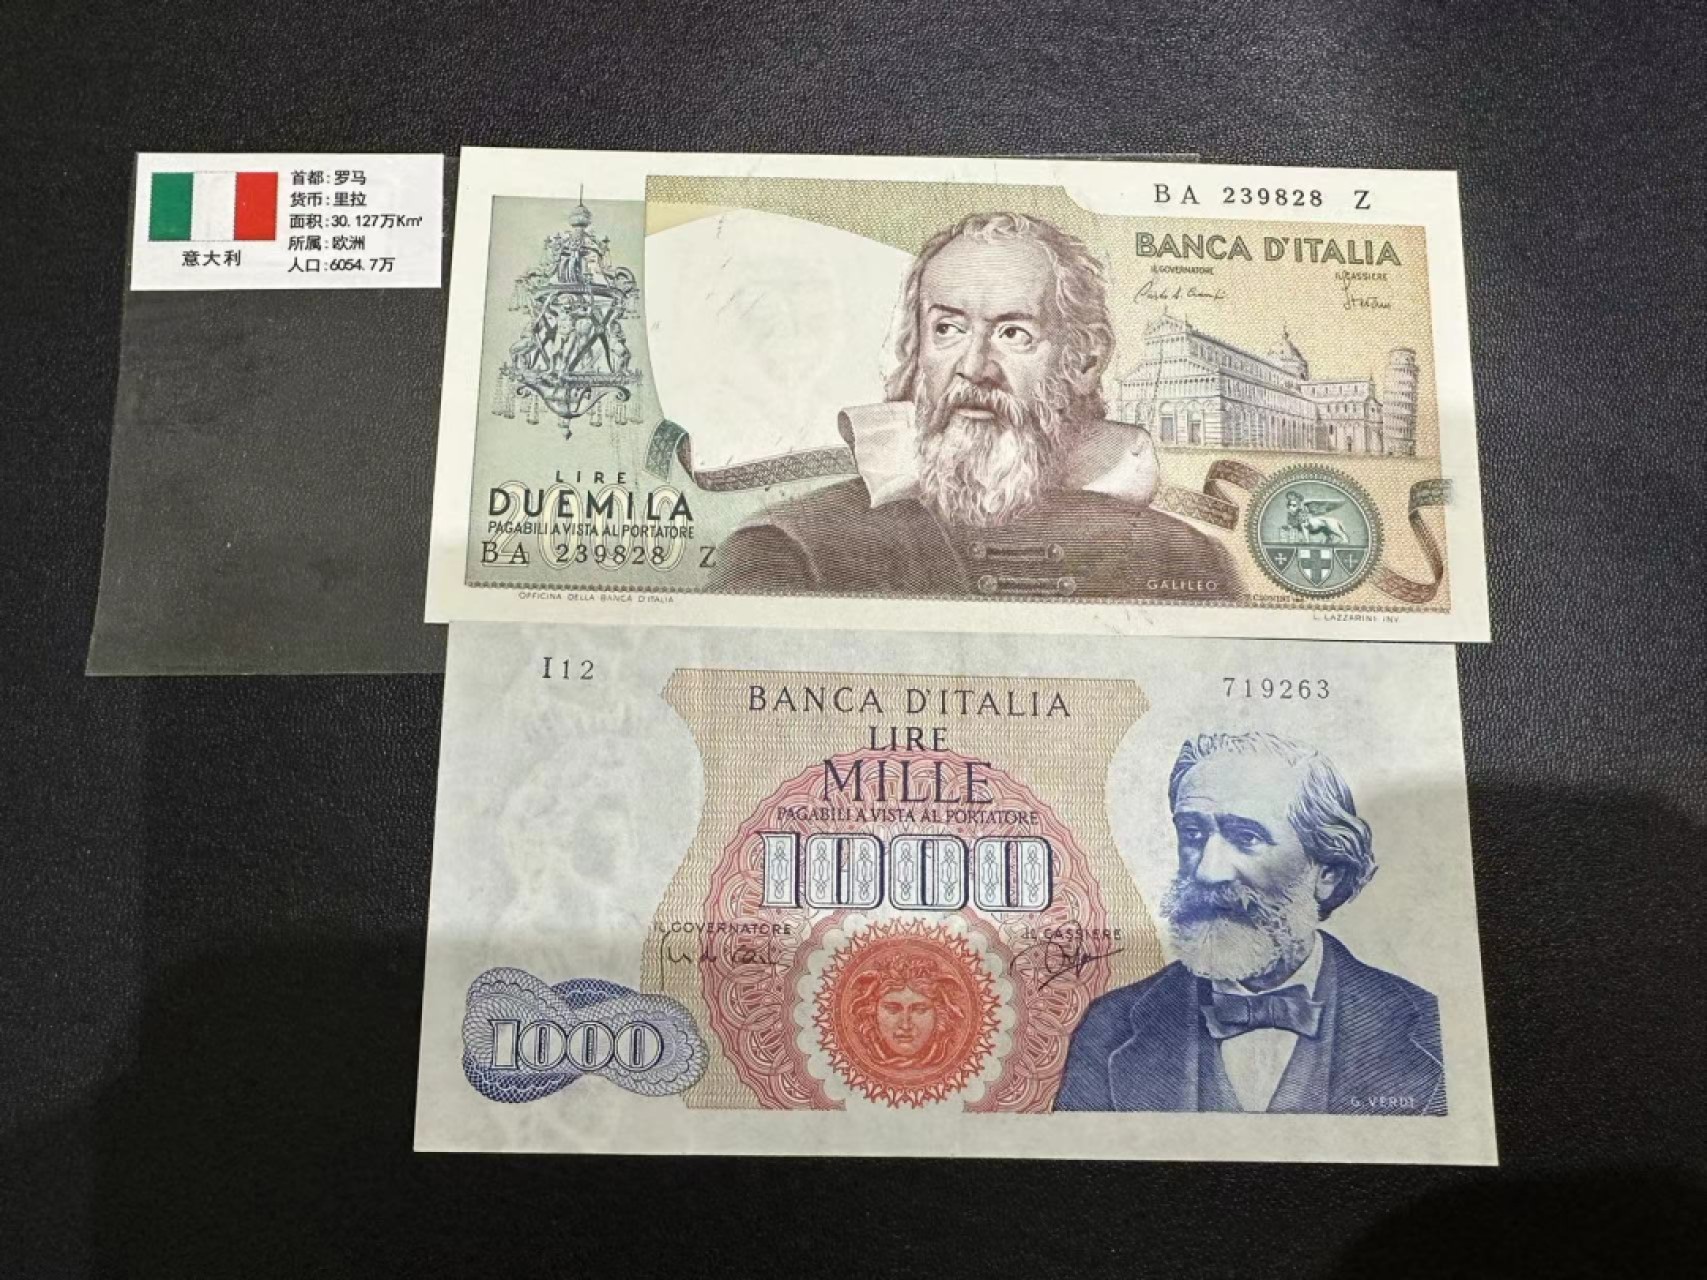 首都:罗马
货币:里拉
面积:30.127万Km²
所属:欧洲
人口:6054.7万
意大利
BA 239828 Z
BANCA D'ITALIA
IL GOVERNATORE
IL CASSIERE
LIRE
2000
DUEMILA
PAGABILI A VISTA AL PORTATORE
BA 239828 Z
GALILEO
OFFICINA DELLA BANCA D'ITALIA
L. LAZZARINI INV.
I12
719263
BANCA D'ITALIA
LIRE
MILLE
PAGABILI A VISTA AL PORTATORE
1000
IL GOVERNATORE
IL CASSIERE
1000
G. VERDI